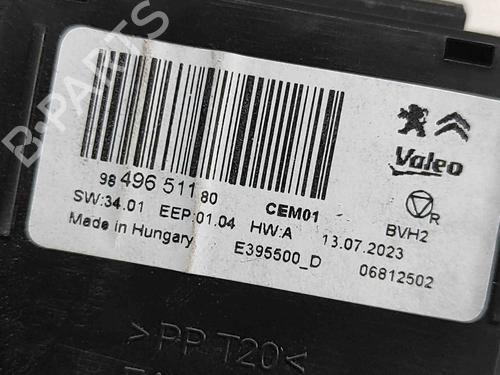 B-PARTS
Valeo
98 496 511 80
CEM01
R
SW:34.01 EEP:01.04 HW:A 13.07.2023 BVH2
Made in Hungary E395500_D 06812502
>PP T20<